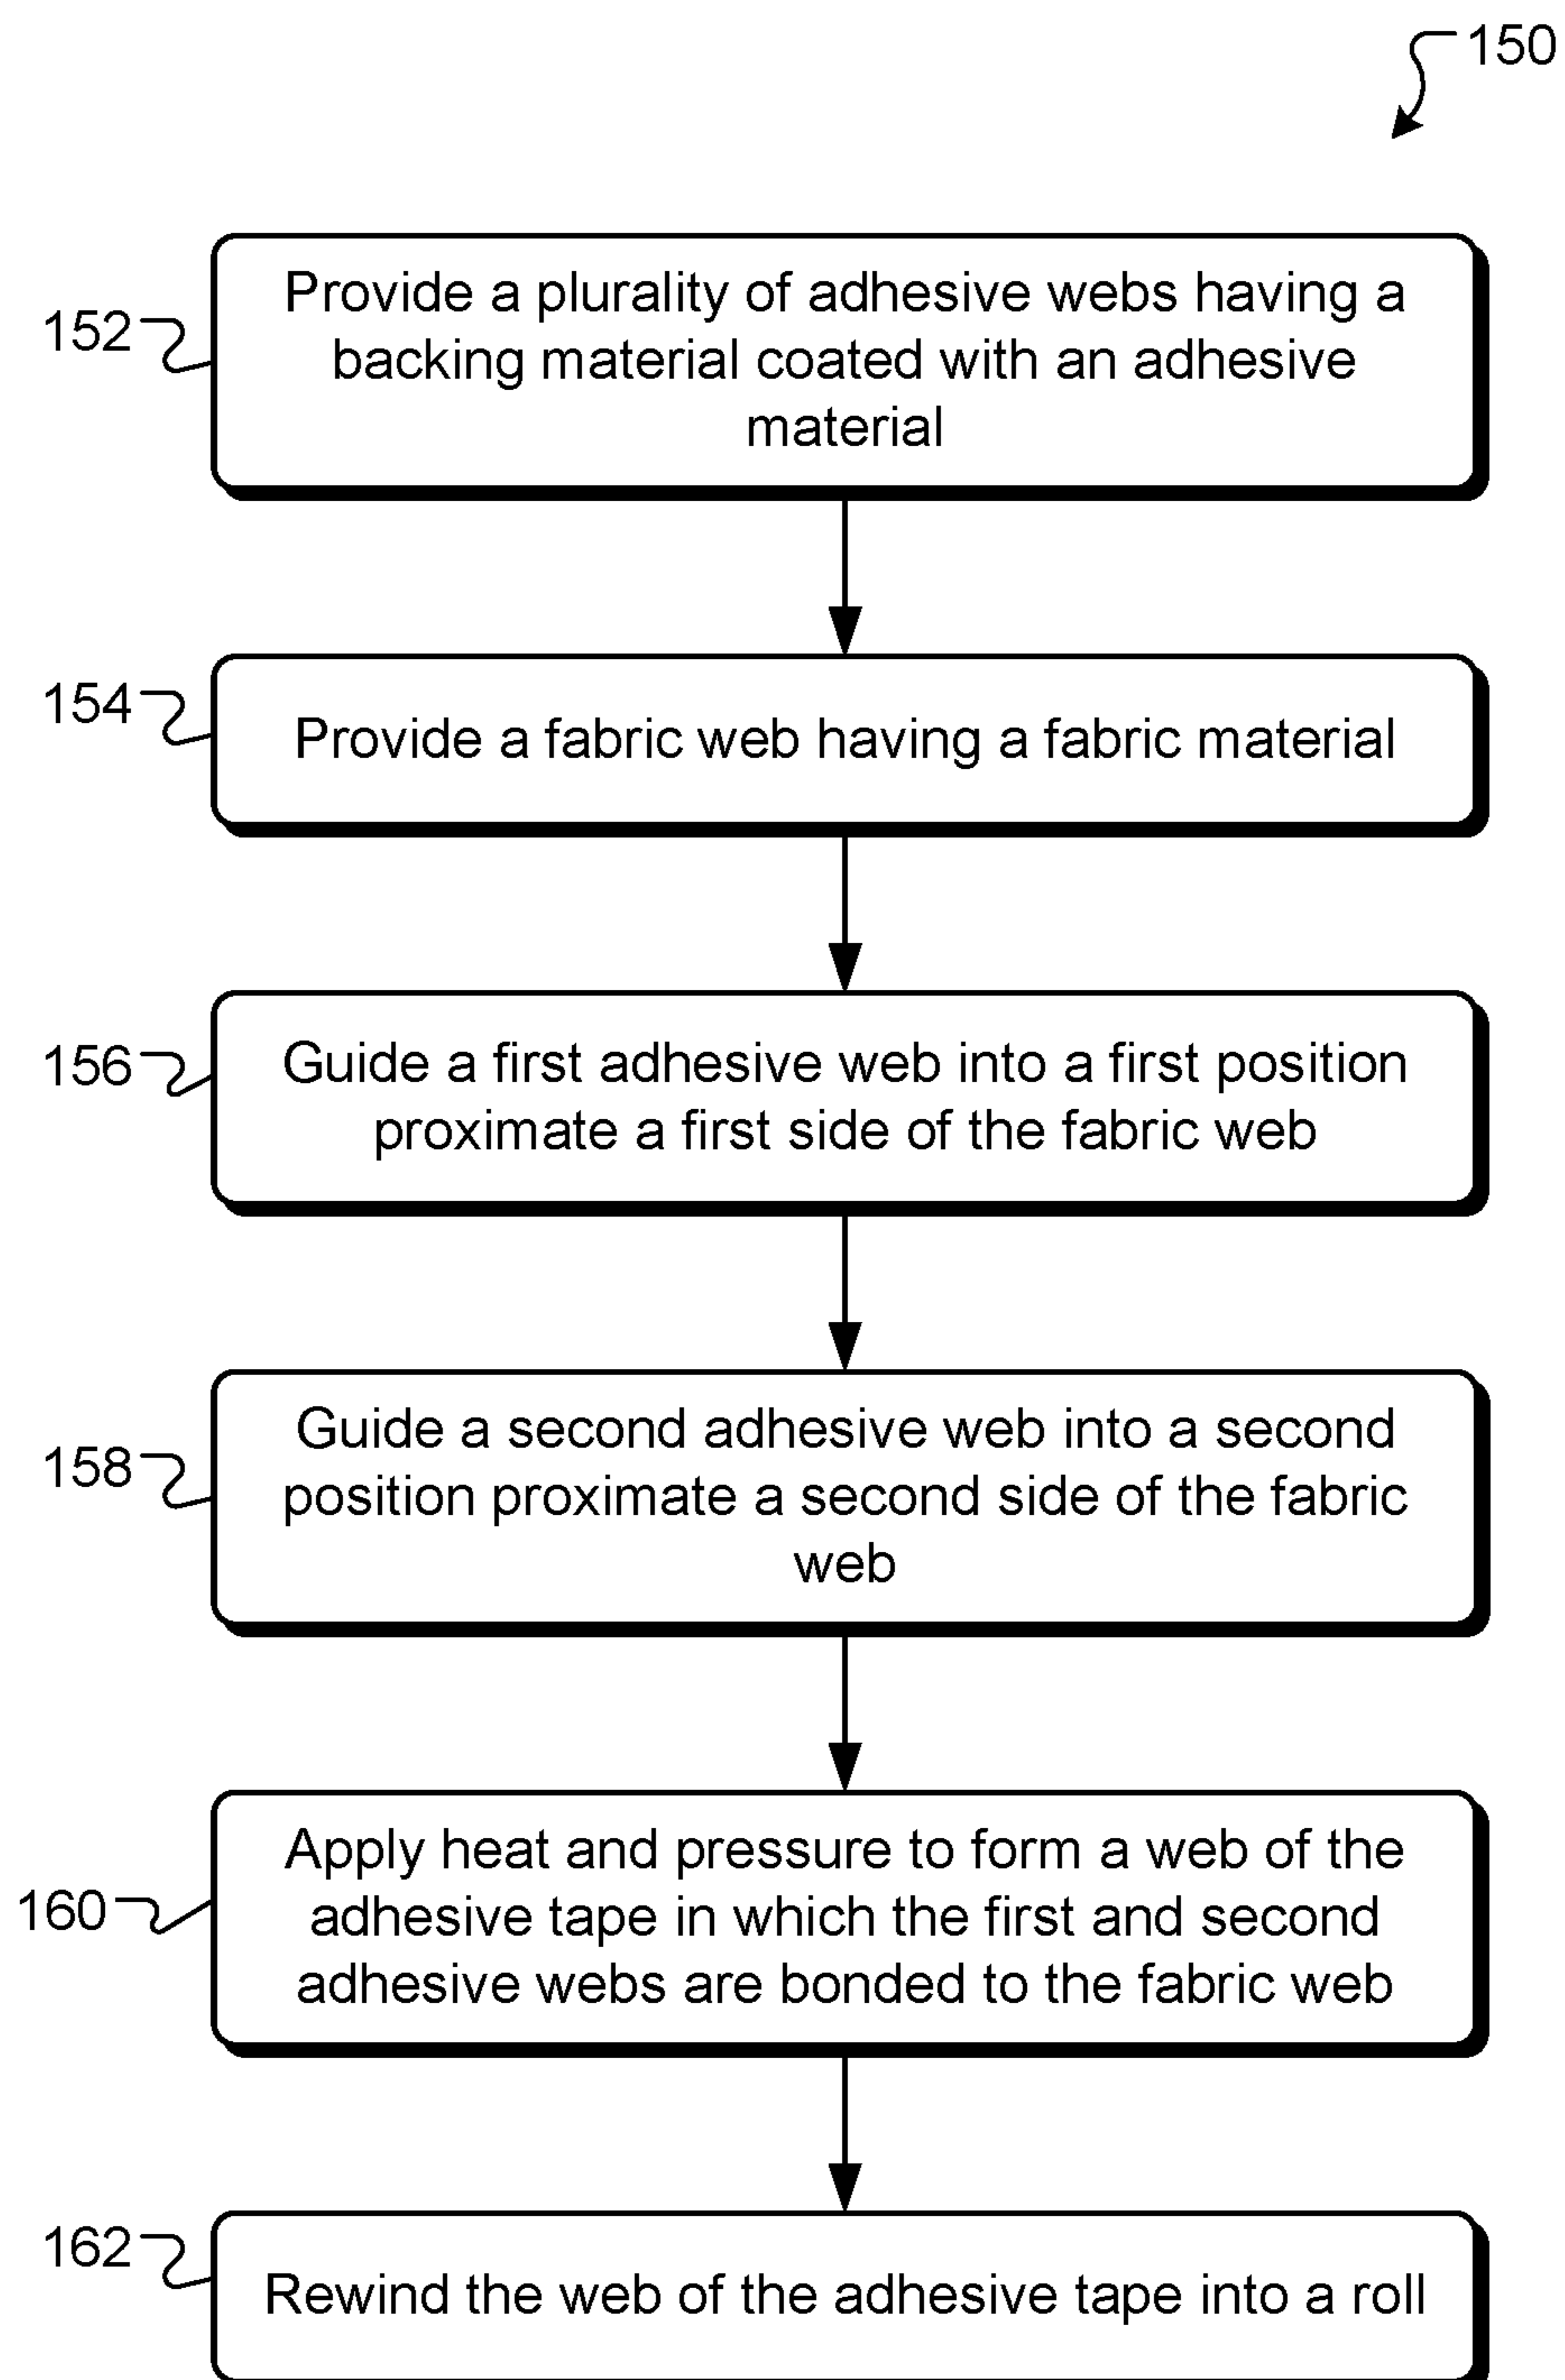 150
152
Provide a plurality of adhesive webs having a
backing material coated with an adhesive
material
154
Provide a fabric web having a fabric material
156
Guide a first adhesive web into a first position
proximate a first side of the fabric web
158
Guide a second adhesive web into a second
position proximate a second side of the fabric
web
160
Apply heat and pressure to form a web of the
adhesive tape in which the first and second
adhesive webs are bonded to the fabric web
162
Rewind the web of the adhesive tape into a roll